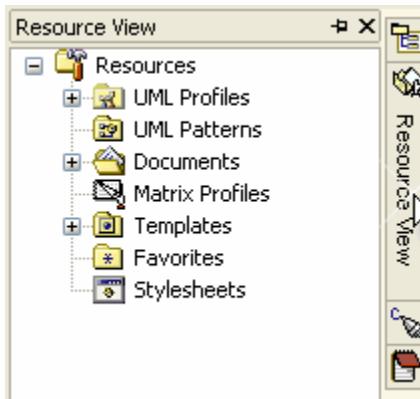 Resource View
Resources
UML Profiles
UML Patterns
Documents
Matrix Profiles
Templates
Favorites
Stylesheets
Resource View